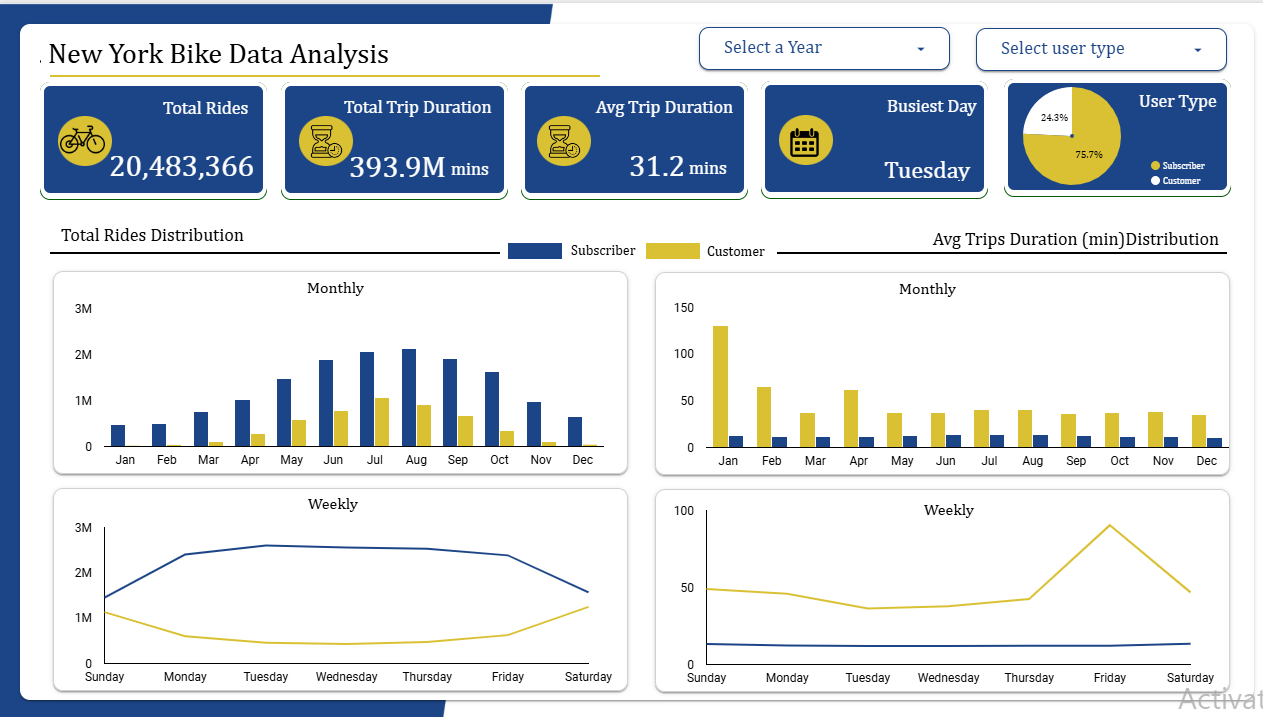 . New York Bike Data Analysis
Select a Year
Select user type
Total Rides
20,483,366
Total Trip Duration
393.9M mins
Avg Trip Duration
31.2 mins
Busiest Day
Tuesday
User Type
24.3%
75.7%
Subscriber
Customer
Total Rides Distribution
Subscriber
Customer
Avg Trips Duration (min)Distribution
Monthly
3M
2M
1M
0
Jan Feb Mar Apr May Jun Jul Aug Sep Oct Nov Dec
Monthly
150
100
50
0
Jan Feb Mar Apr May Jun Jul Aug Sep Oct Nov Dec
Weekly
3M
2M
1M
0
Sunday Monday Tuesday Wednesday Thursday Friday Saturday
Weekly
100
50
0
Sunday Monday Tuesday Wednesday Thursday Friday Saturday
Activat